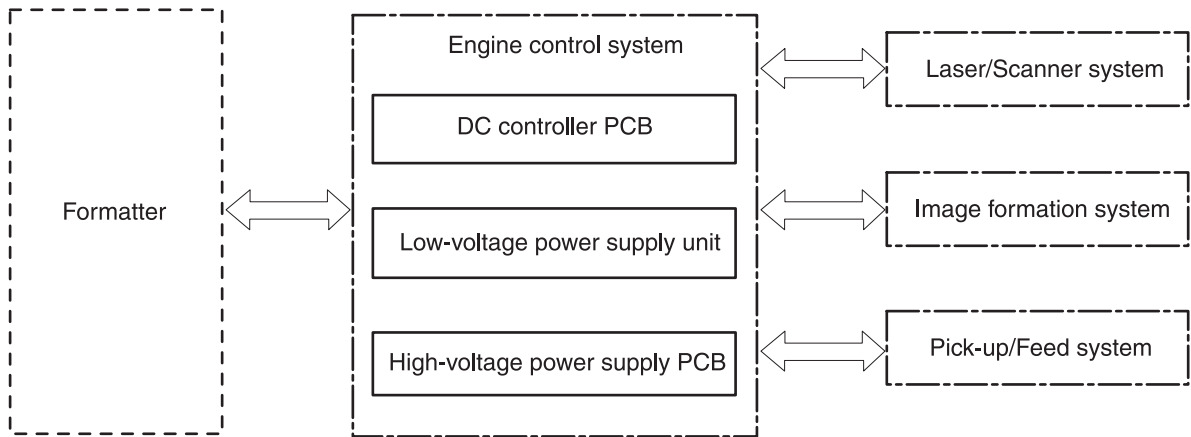 Formatter
Engine control system
DC controller PCB
Low-voltage power supply unit
High-voltage power supply PCB
Laser/Scanner system
Image formation system
Pick-up/Feed system